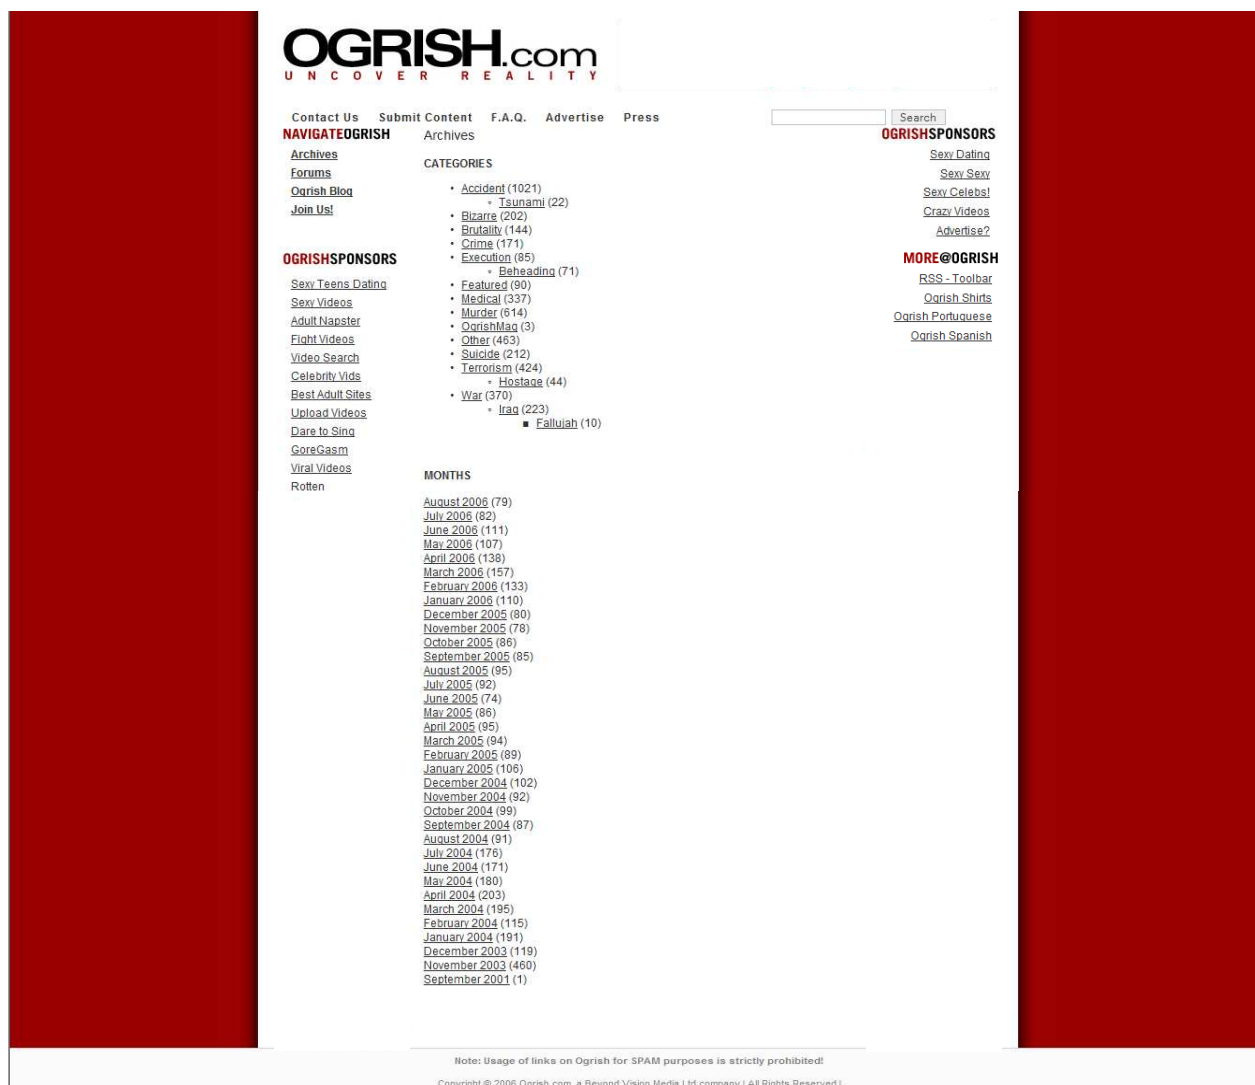 OGRISH.com
UNCOVER REALITY
Contact Us Submit Content F.A.Q. Advertise Press
Search
NAVIGATEOGRISH
Archives
Forums
Ogrish Blog
Join Us!
OGRISHSPONSORS
Sexy Teens Dating
Sexy Videos
Adult Napster
Fight Videos
Video Search
Celebrity Vids
Best Adult Sites
Upload Videos
Dare to Sing
GoreGasm
Viral Videos
Rotten
Archives
CATEGORIES
• Accident (1021)
◦ Tsunami (22)
• Bizarre (202)
• Brutality (144)
• Crime (171)
• Execution (85)
◦ Beheading (71)
• Featured (90)
• Medical (337)
• Murder (614)
• OgrishMag (3)
• Other (463)
• Suicide (212)
• Terrorism (424)
◦ Hostage (44)
• War (370)
◦ Iraq (223)
▪ Fallujah (10)
MONTHS
August 2006 (79)
July 2006 (82)
June 2006 (111)
May 2006 (107)
April 2006 (138)
March 2006 (157)
February 2006 (133)
January 2006 (110)
December 2005 (80)
November 2005 (78)
October 2005 (86)
September 2005 (85)
August 2005 (95)
July 2005 (92)
June 2005 (74)
May 2005 (86)
April 2005 (95)
March 2005 (94)
February 2005 (89)
January 2005 (106)
December 2004 (102)
November 2004 (92)
October 2004 (99)
September 2004 (87)
August 2004 (91)
July 2004 (176)
June 2004 (171)
May 2004 (180)
April 2004 (203)
March 2004 (195)
February 2004 (115)
January 2004 (191)
December 2003 (119)
November 2003 (460)
September 2001 (1)
OGRISHSPONSORS
Sexy Dating
Sexy Sexy
Sexy Celebs!
Crazy Videos
Advertise?
MORE@OGRISH
RSS - Toolbar
Ogrish Shirts
Ogrish Portuguese
Ogrish Spanish
Note: Usage of links on Ogrish for SPAM purposes is strictly prohibited!
Copyright © 2006 Ogrish.com, a Beyond Vision Media Ltd company | All Rights Reserved |